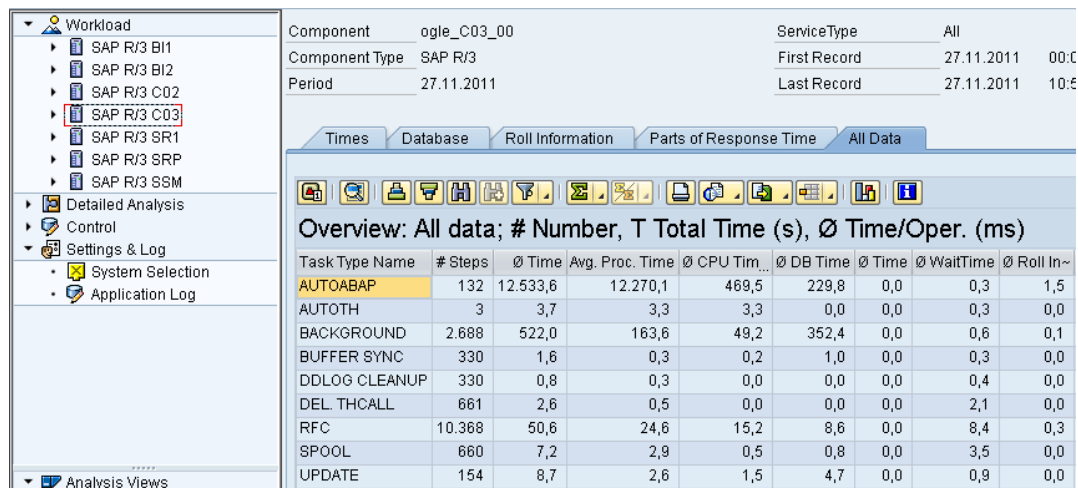 Workload
SAP R/3 BI1
SAP R/3 BI2
SAP R/3 C02
SAP R/3 C03
SAP R/3 SR1
SAP R/3 SRP
SAP R/3 SSM
Detailed Analysis
Control
Settings & Log
System Selection
Application Log
Analysis Views
Component ogle_C03_00 ServiceType All
Component Type SAP R/3 First Record 27.11.2011 00:0
Period 27.11.2011 Last Record 27.11.2011 10:5
Times Database Roll Information Parts of Response Time All Data
Overview: All data; # Number, T Total Time (s), Ø Time/Oper. (ms)
Task Type Name # Steps Ø Time Avg. Proc. Time Ø CPU Tim... Ø DB Time Ø Time Ø WaitTime Ø Roll In~
AUTOABAP 132 12.533,6 12.270,1 469,5 229,8 0,0 0,3 1,5
AUTOTH 3 3,7 3,3 3,3 0,0 0,0 0,3 0,0
BACKGROUND 2.688 522,0 163,6 49,2 352,4 0,0 0,6 0,1
BUFFER SYNC 330 1,6 0,3 0,2 1,0 0,0 0,3 0,0
DDLOG CLEANUP 330 0,8 0,3 0,0 0,0 0,0 0,4 0,0
DEL. THCALL 661 2,6 0,5 0,0 0,0 0,0 2,1 0,0
RFC 10.368 50,6 24,6 15,2 8,6 0,0 8,4 0,3
SPOOL 660 7,2 2,9 0,5 0,8 0,0 3,5 0,0
UPDATE 154 8,7 2,6 1,5 4,7 0,0 0,9 0,0